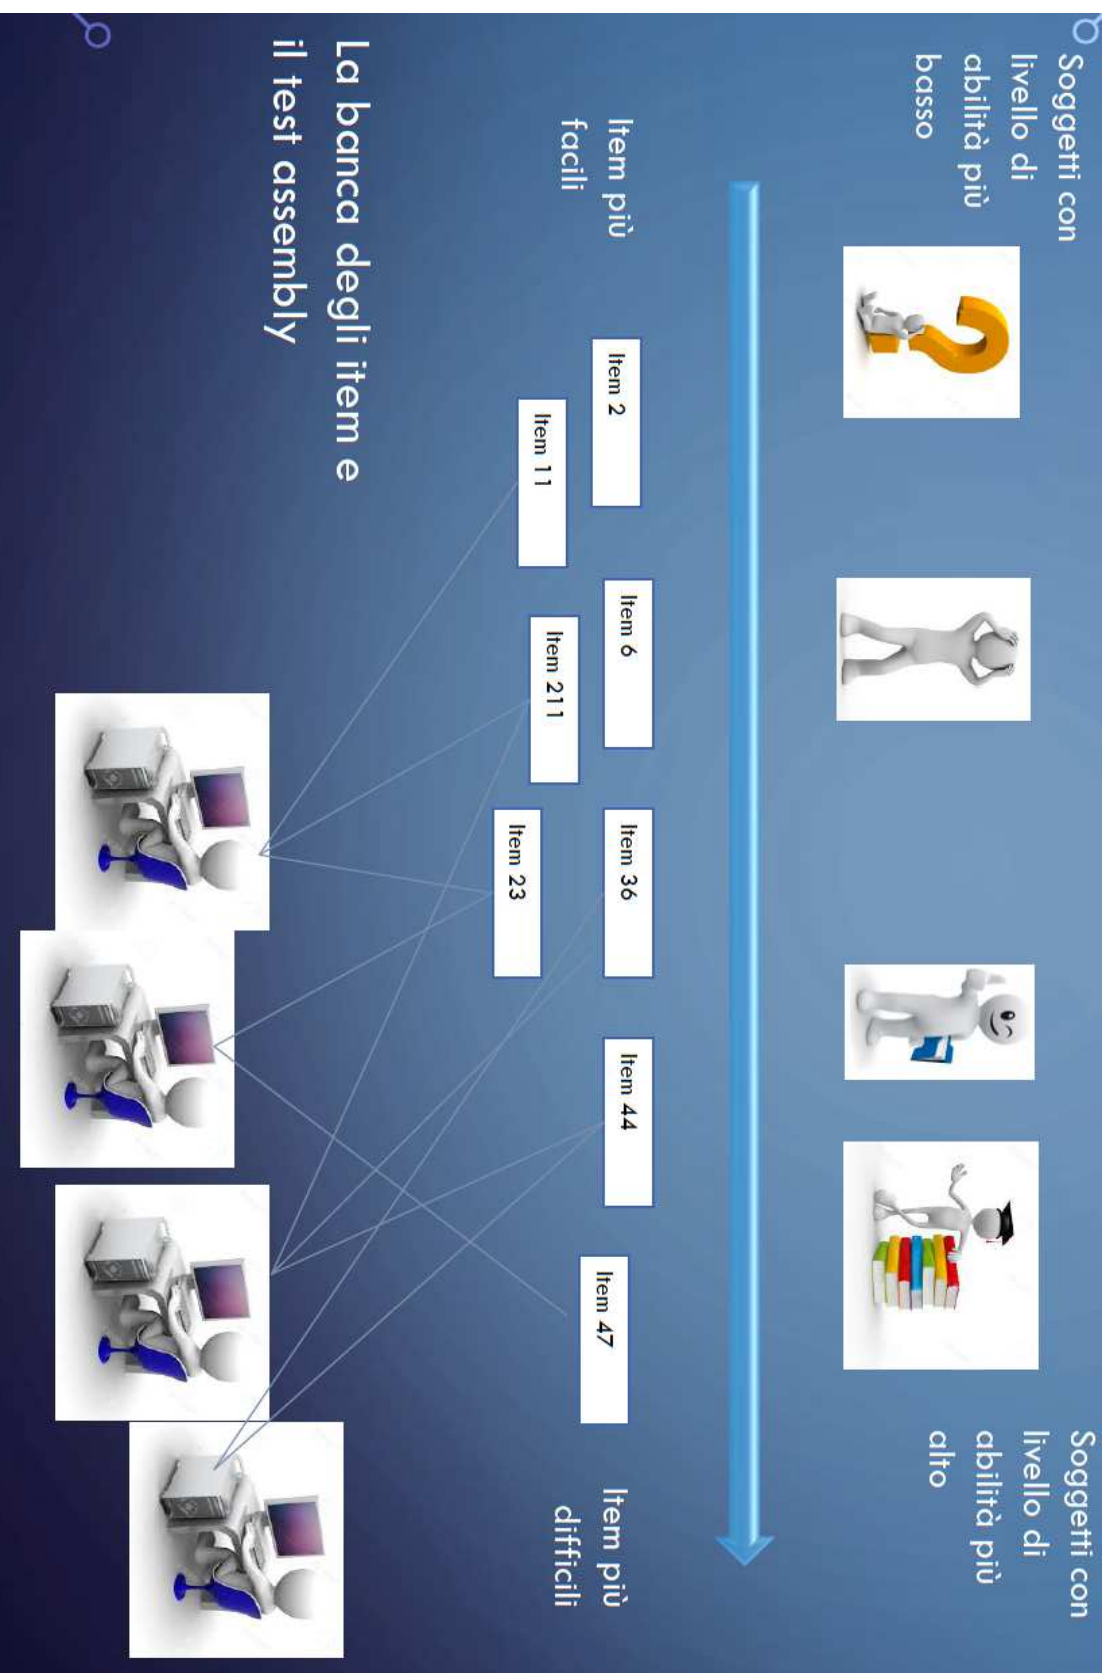 Soggetti con
livello di
abilità più
basso
Soggetti con
livello di
abilità più
alto
Item più
facili
Item 2
Item 6
Item 36
Item 44
Item 47
Item 11
Item 211
Item 23
Item più
difficili
La banca degli item e
il test assembly